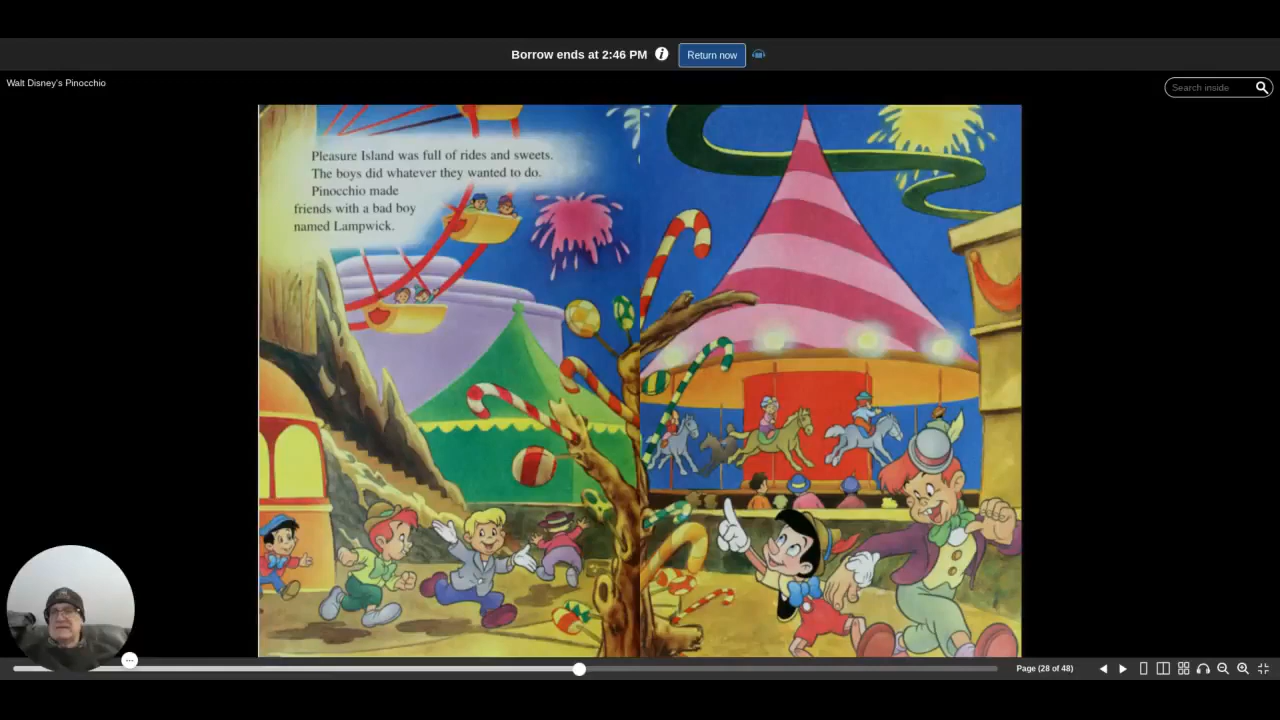 Borrow ends at 2:46 PM
Return now
Walt Disney's Pinocchio
Search inside
Pleasure Island was full of rides and sweets.
The boys did whatever they wanted to do.
Pinocchio made
friends with a bad boy
named Lampwick.
Page (28 of 48)